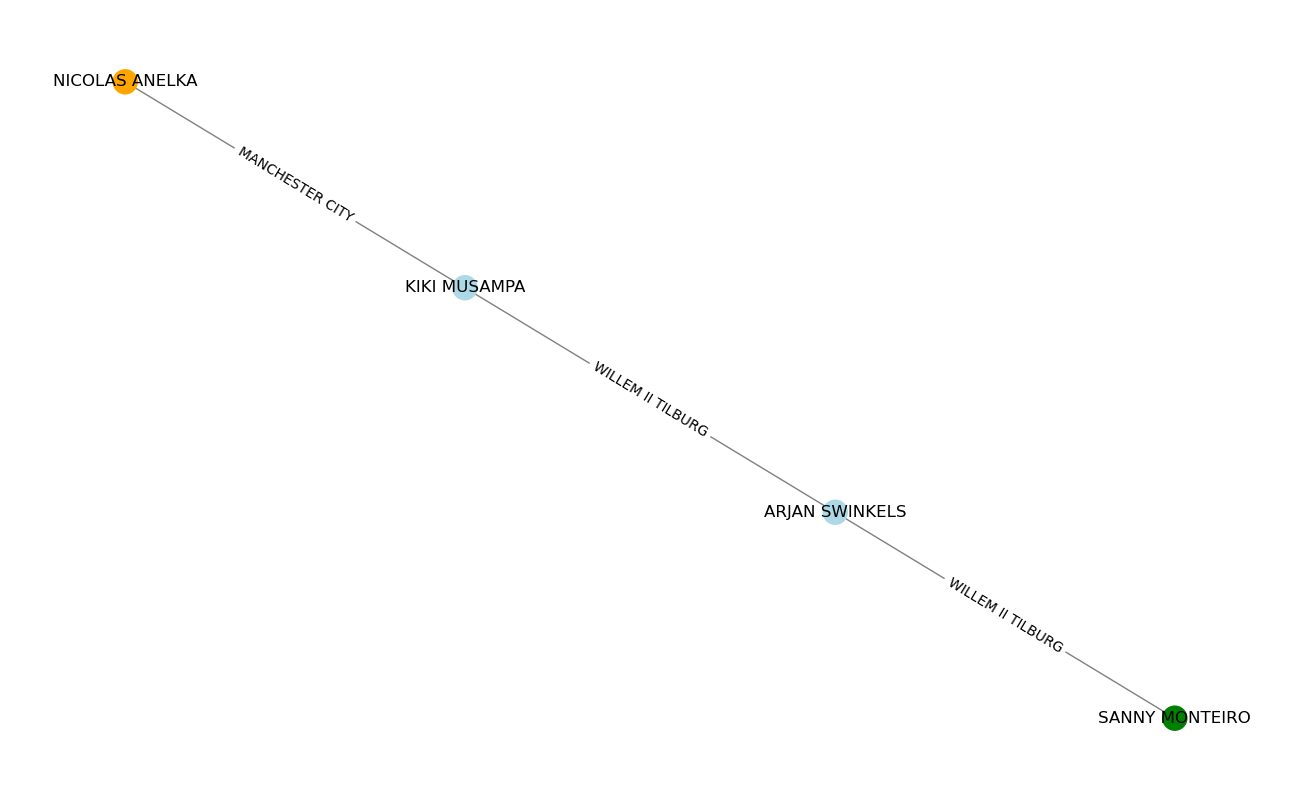 NICOLAS ANELKA
MANCHESTER CITY
KIKI MUSAMPA
WILLEM II TILBURG
ARJAN SWINKELS
WILLEM II TILBURG
SANNY MONTEIRO